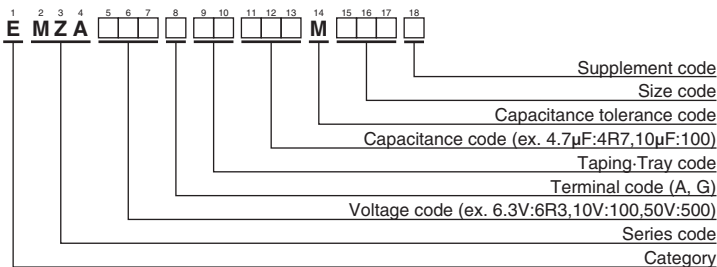 1 2 3 4 5 6 7 8 9 10 11 12 13 14 15 16 17 18
E MZA □□□ □ □□ □□□ M □□□ □
Supplement code
Size code
Capacitance tolerance code
Capacitance code (ex. 4.7μF:4R7,10μF:100)
Taping·Tray code
Terminal code (A, G)
Voltage code (ex. 6.3V:6R3,10V:100,50V:500)
Series code
Category